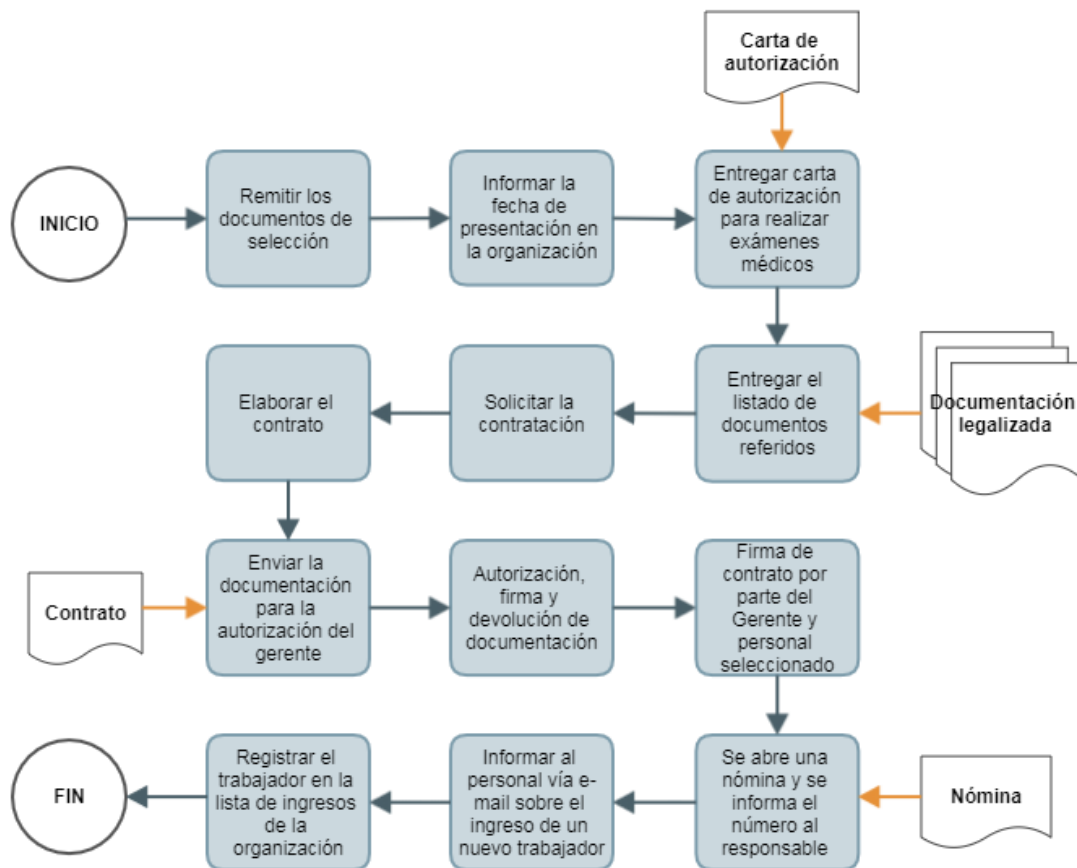 Carta de
autorización
INICIO
Remitir los
documentos de
selección
Informar la
fecha de
presentación en
la organización
Entregar carta
de autorización
para realizar
exámenes
médicos
Elaborar el
contrato
Solicitar la
contratación
Entregar el
listado de
documentos
referidos
Documentación
legalizada
Contrato
Enviar la
documentación
para la
autorización del
gerente
Autorización,
firma y
devolución de
documentación
Firma de
contrato por
parte del
Gerente y
personal
seleccionado
FIN
Registrar el
trabajador en la
lista de ingresos
de la
organización
Informar al
personal vía e-
mail sobre el
ingreso de un
nuevo trabajador
Se abre una
nómina y se
informa el
número al
responsable
Nómina